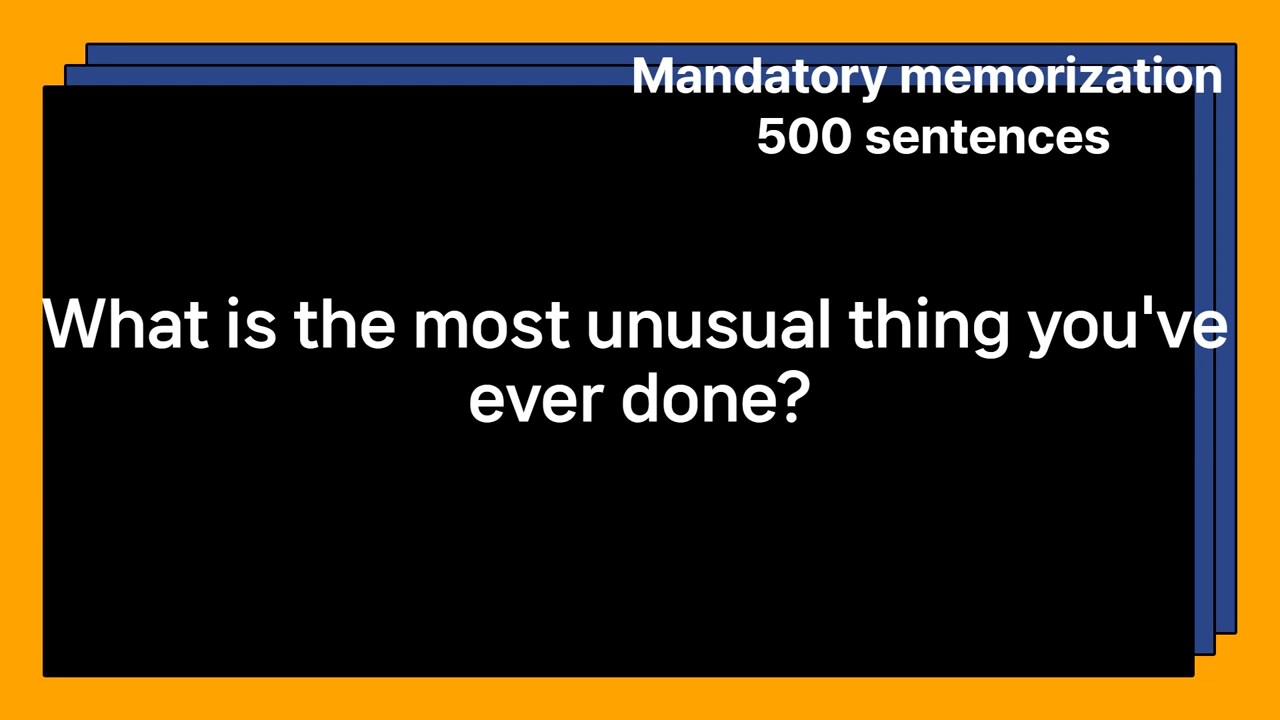 Mandatory memorization
500 sentences
What is the most unusual thing you've
ever done?